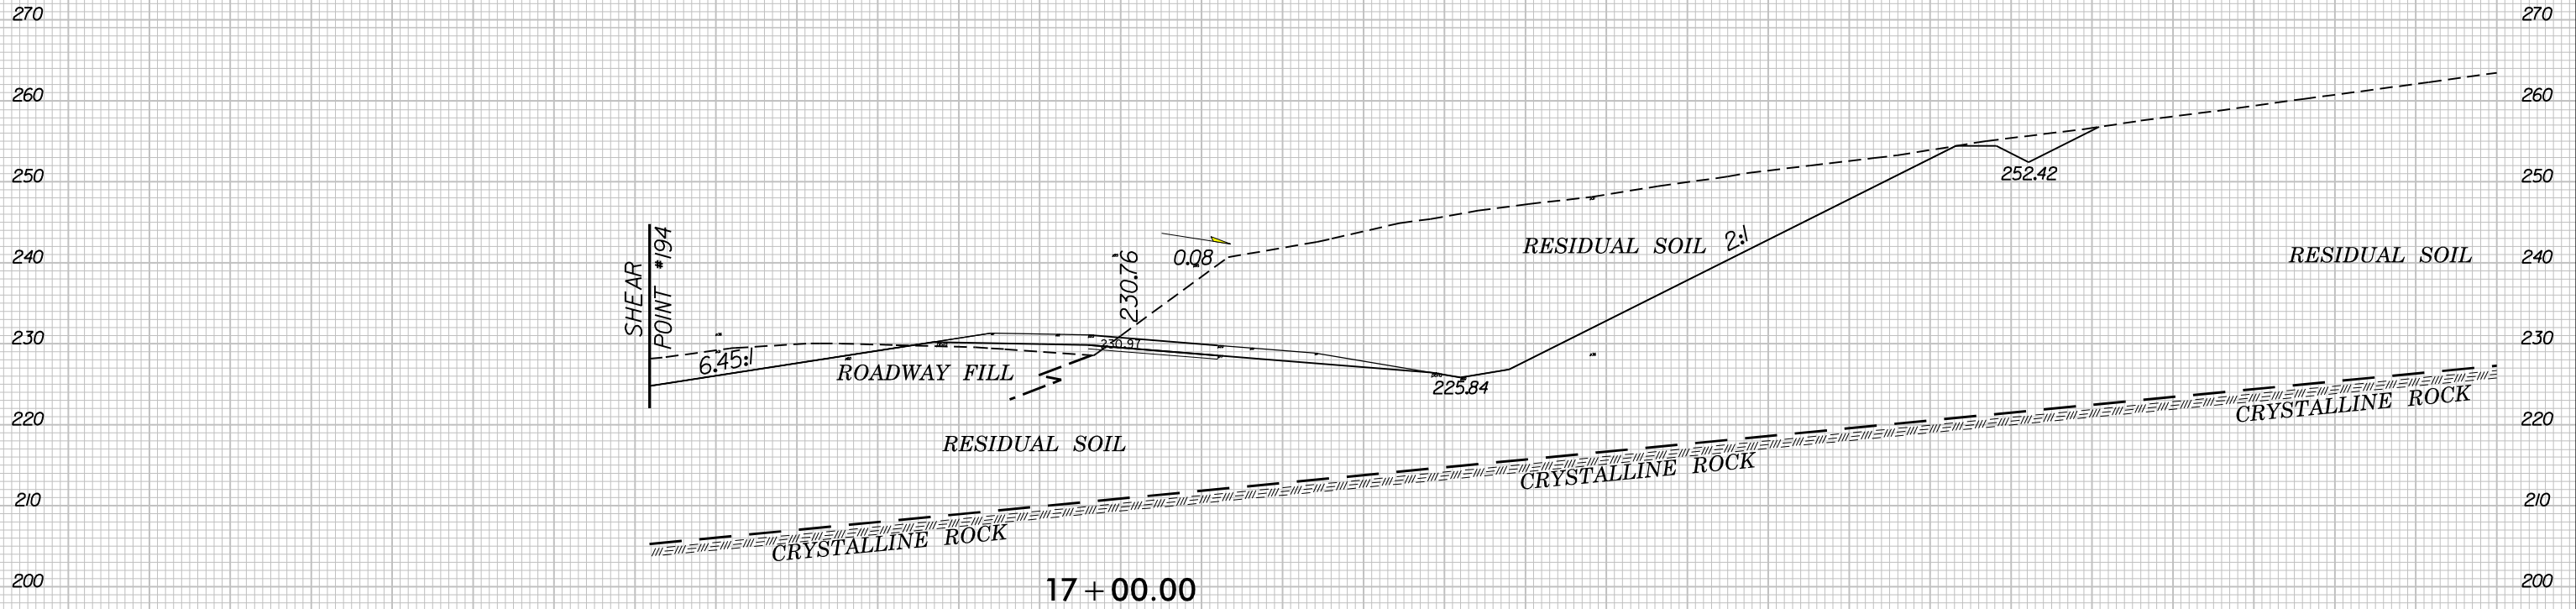 270 270
260 260
250 250
240 240
230 230
220 220
210 210
200 200
SHEAR
POINT #194
6.45:1
ROADWAY FILL
RESIDUAL SOIL
230.76
0.08
230.97
225.84
RESIDUAL SOIL
2:1
252.42
RESIDUAL SOIL
CRYSTALLINE ROCK
CRYSTALLINE ROCK
CRYSTALLINE ROCK
17+00.00